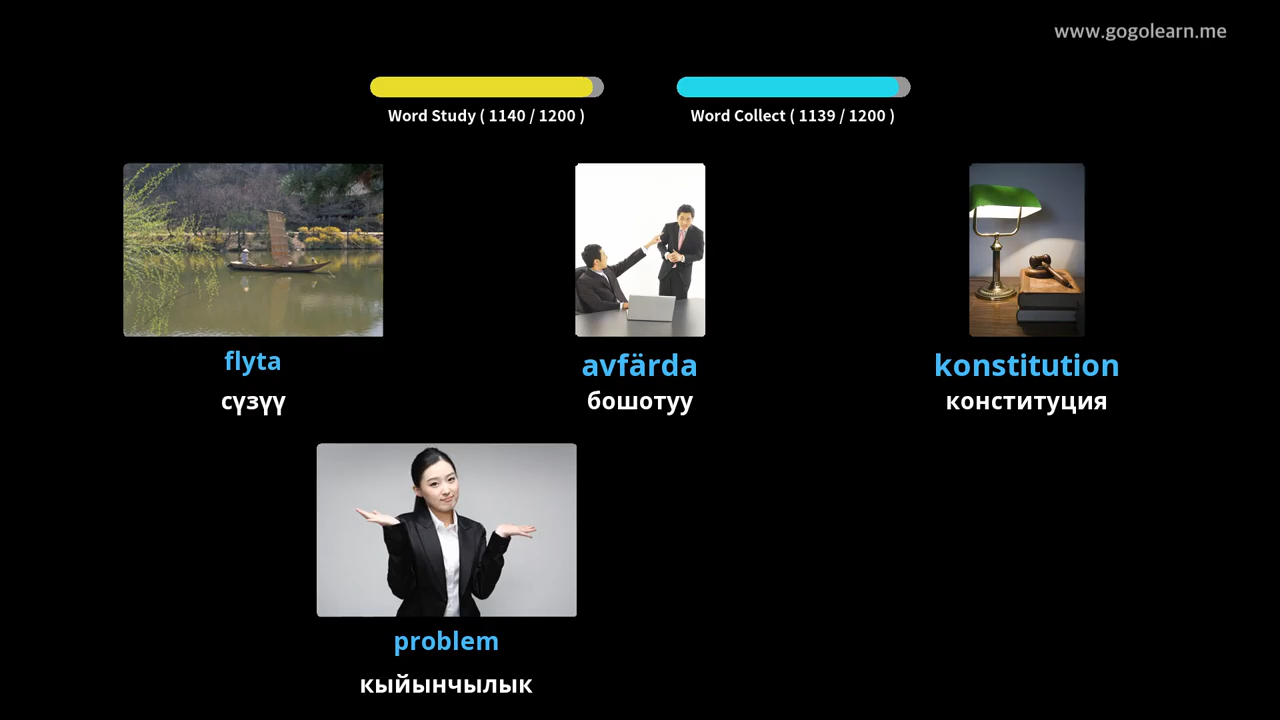 www.gogolearn.me
Word Study ( 1140 / 1200 )
Word Collect ( 1139 / 1200 )
flyta
avfärda
konstitution
сүзүү
бошотуу
конституция
problem
кыйынчылык